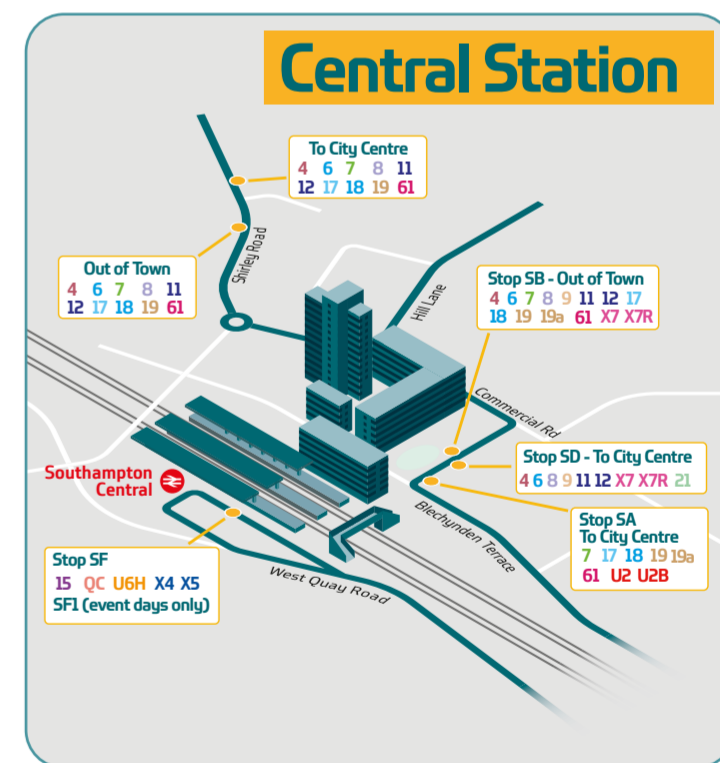 Central Station
To City Centre
4 6 7 8 11
12 17 18 19 61
Out of Town
4 6 7 8 11
12 17 18 19 61
Shirley Road
Hill Lane
Stop SB - Out of Town
4 6 7 8 9 11 12 17
18 19 19a 61 X7 X7R
Commercial Rd
Stop SD - To City Centre
4 6 8 9 11 12 X7 X7R 21
Southampton
Central
Blechynden Terrace
Stop SA
To City Centre
7 17 18 19 19a
61 U2 U2B
Stop SF
15 QC U6H X4 X5
SF1 (event days only)
West Quay Road